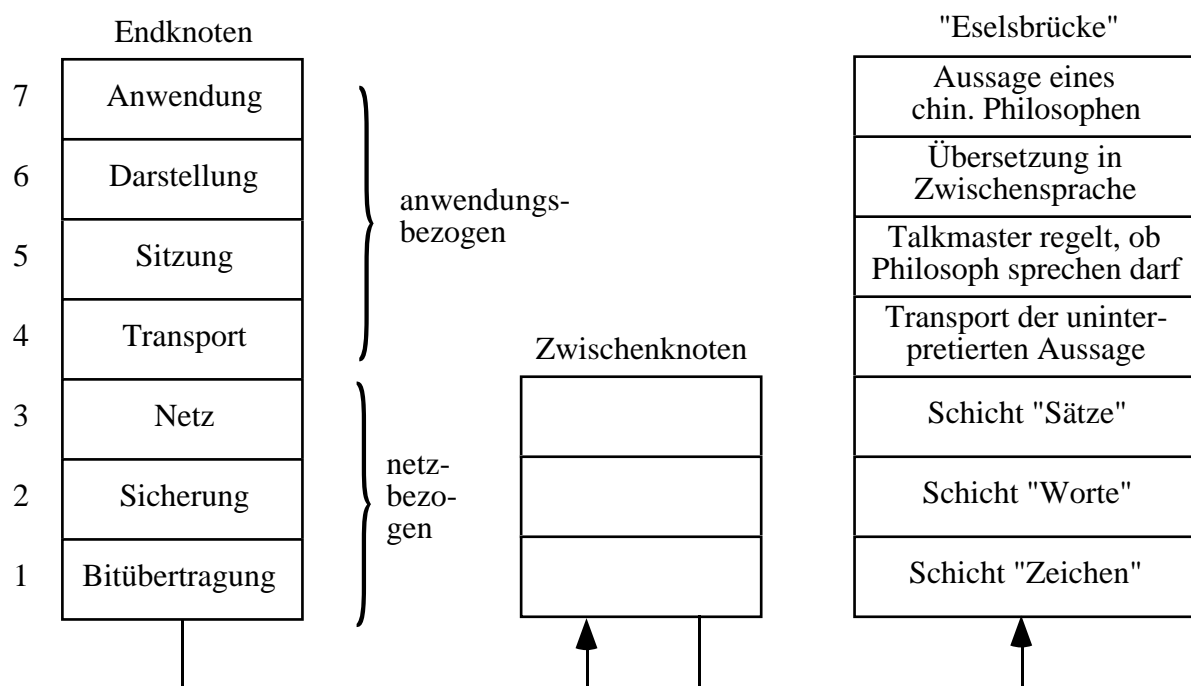 Endknoten
7
Anwendung
6
Darstellung
5
Sitzung
4
Transport
3
Netz
2
Sicherung
1
Bitübertragung
anwendungs-
bezogen
netz-
bezo-
gen
Zwischenknoten
"Eselsbrücke"
Aussage eines
chin. Philosophen
Übersetzung in
Zwischensprache
Talkmaster regelt, ob
Philosoph sprechen darf
Transport der uninter-
pretierten Aussage
Schicht "Sätze"
Schicht "Worte"
Schicht "Zeichen"